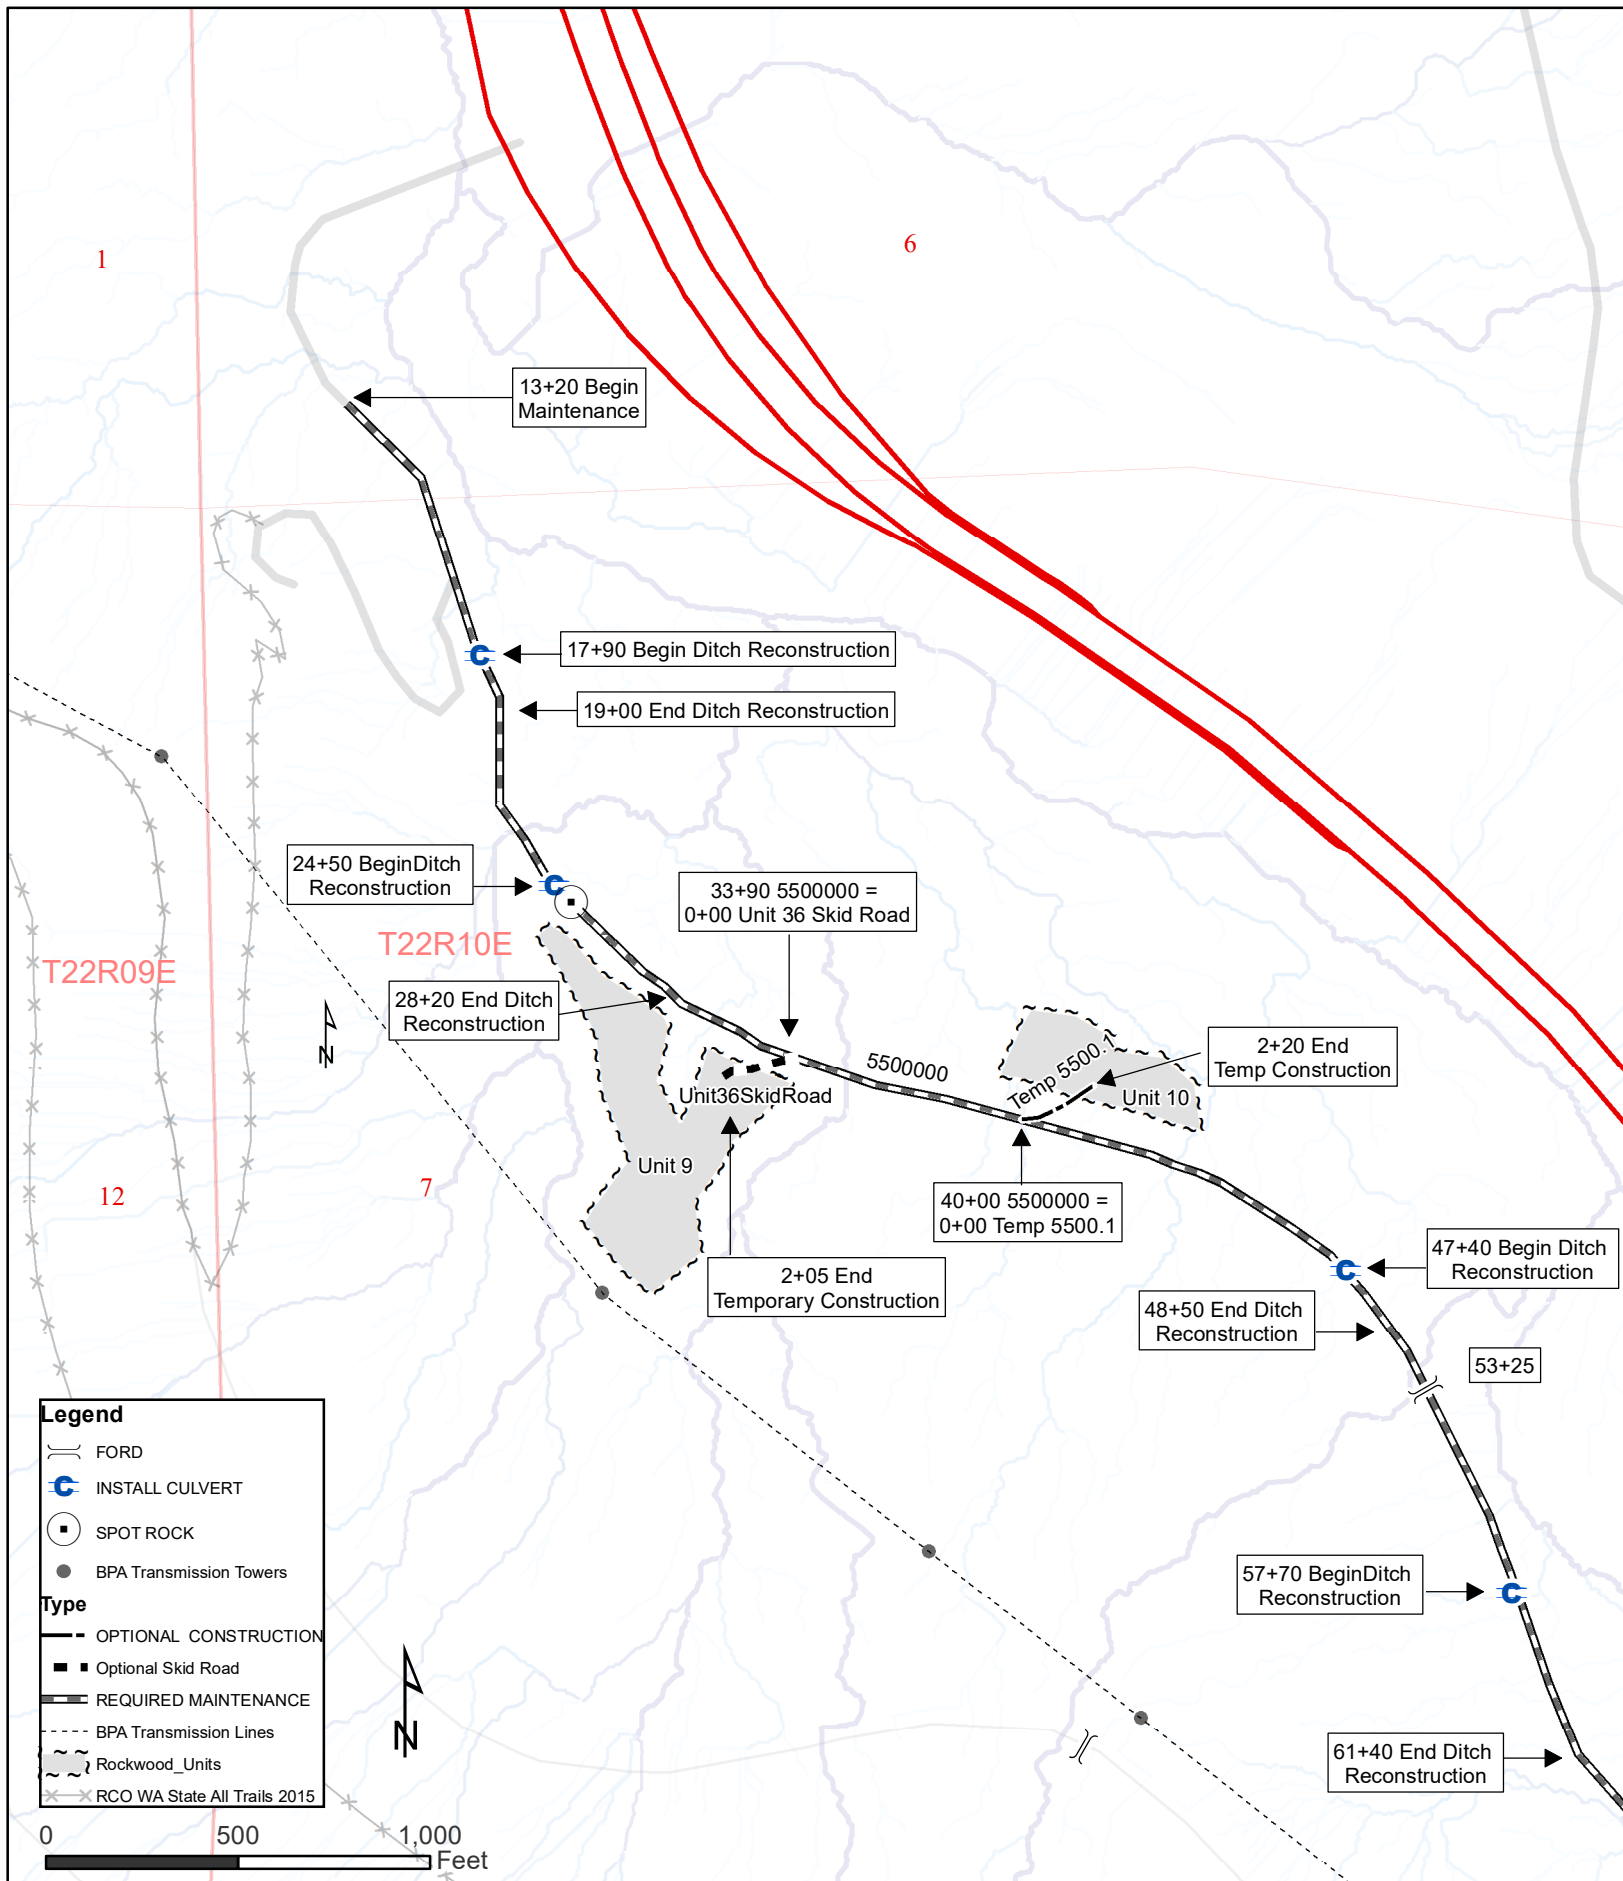 1
6
13+20 Begin
Maintenance
17+90 Begin Ditch Reconstruction
19+00 End Ditch Reconstruction
24+50 BeginDitch
Reconstruction
33+90 5500000 =
0+00 Unit 36 Skid Road
T22R10E
T22R09E
28+20 End Ditch
Reconstruction
N
5500000
Temp 5500.1
2+20 End
Temp Construction
Unit36SkidRoad
Unit 10
Unit 9
12
7
40+00 5500000 =
0+00 Temp 5500.1
47+40 Begin Ditch
Reconstruction
2+05 End
Temporary Construction
48+50 End Ditch
Reconstruction
53+25
57+70 BeginDitch
Reconstruction
61+40 End Ditch
Reconstruction
C
C
C
C
Legend
FORD
C INSTALL CULVERT
SPOT ROCK
BPA Transmission Towers
Type
OPTIONAL CONSTRUCTION
Optional Skid Road
REQUIRED MAINTENANCE
BPA Transmission Lines
Rockwood_Units
RCO WA State All Trails 2015
N
0 500 1,000
Feet